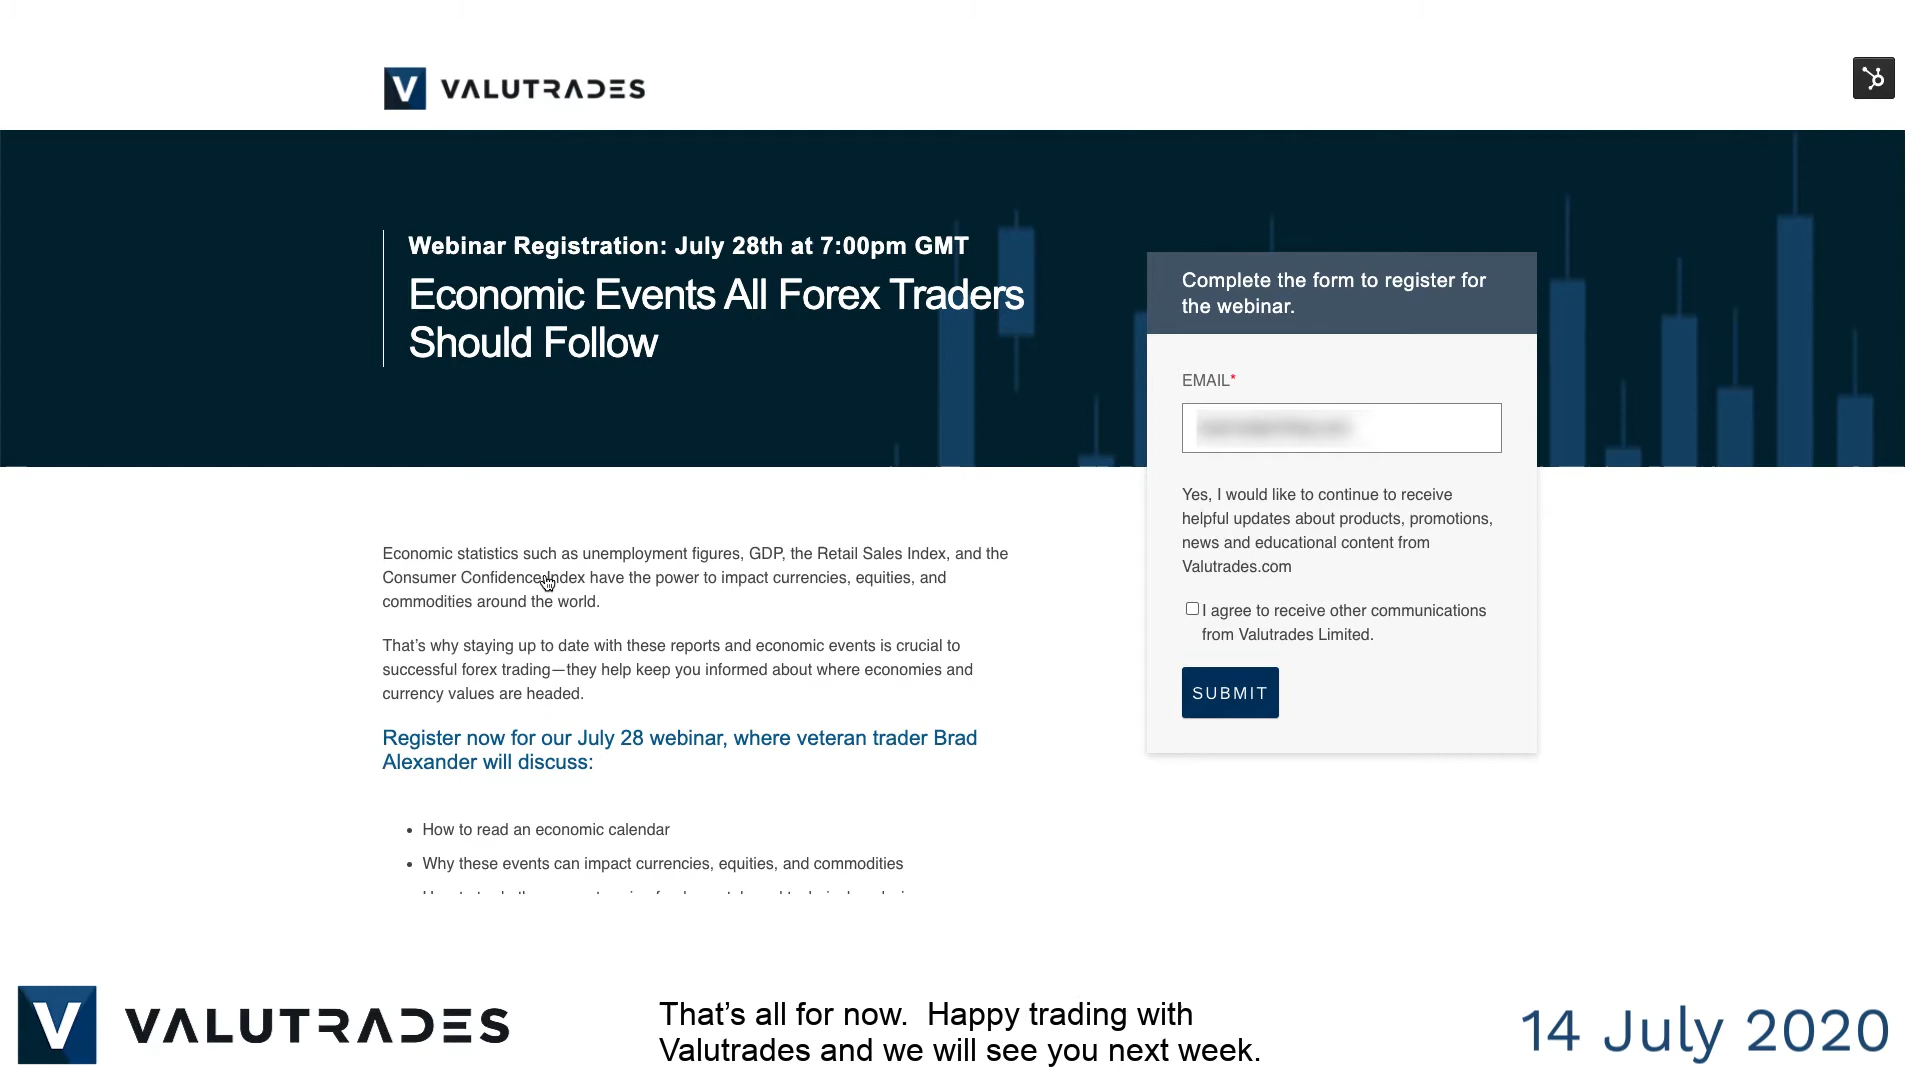 VALUTRADES
Webinar Registration: July 28th at 7:00pm GMT
Economic Events All Forex Traders
Should Follow
Complete the form to register for
the webinar.
EMAIL*
Yes, I would like to continue to receive
helpful updates about products, promotions,
news and educational content from
Valutrades.com
I agree to receive other communications
from Valutrades Limited.
SUBMIT
Economic statistics such as unemployment figures, GDP, the Retail Sales Index, and the
Consumer Confidence Index have the power to impact currencies, equities, and
commodities around the world.
That’s why staying up to date with these reports and economic events is crucial to
successful forex trading—they help keep you informed about where economies and
currency values are headed.
Register now for our July 28 webinar, where veteran trader Brad
Alexander will discuss:
• How to read an economic calendar
• Why these events can impact currencies, equities, and commodities
VALUTRADES
That’s all for now. Happy trading with
Valutrades and we will see you next week.
14 July 2020